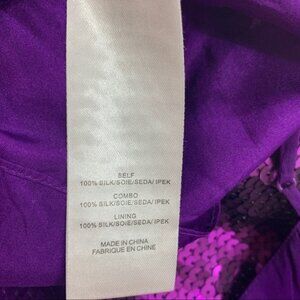 SELF
100% SILK/SOIE/SEDA/ IPEK
COMBO
100% SILK/SOIE/SEDA/ IPEK
LINING
100% SILK/SOIE/SEDA/ IPEK
MADE IN CHINA
FABRIQUE EN CHINE